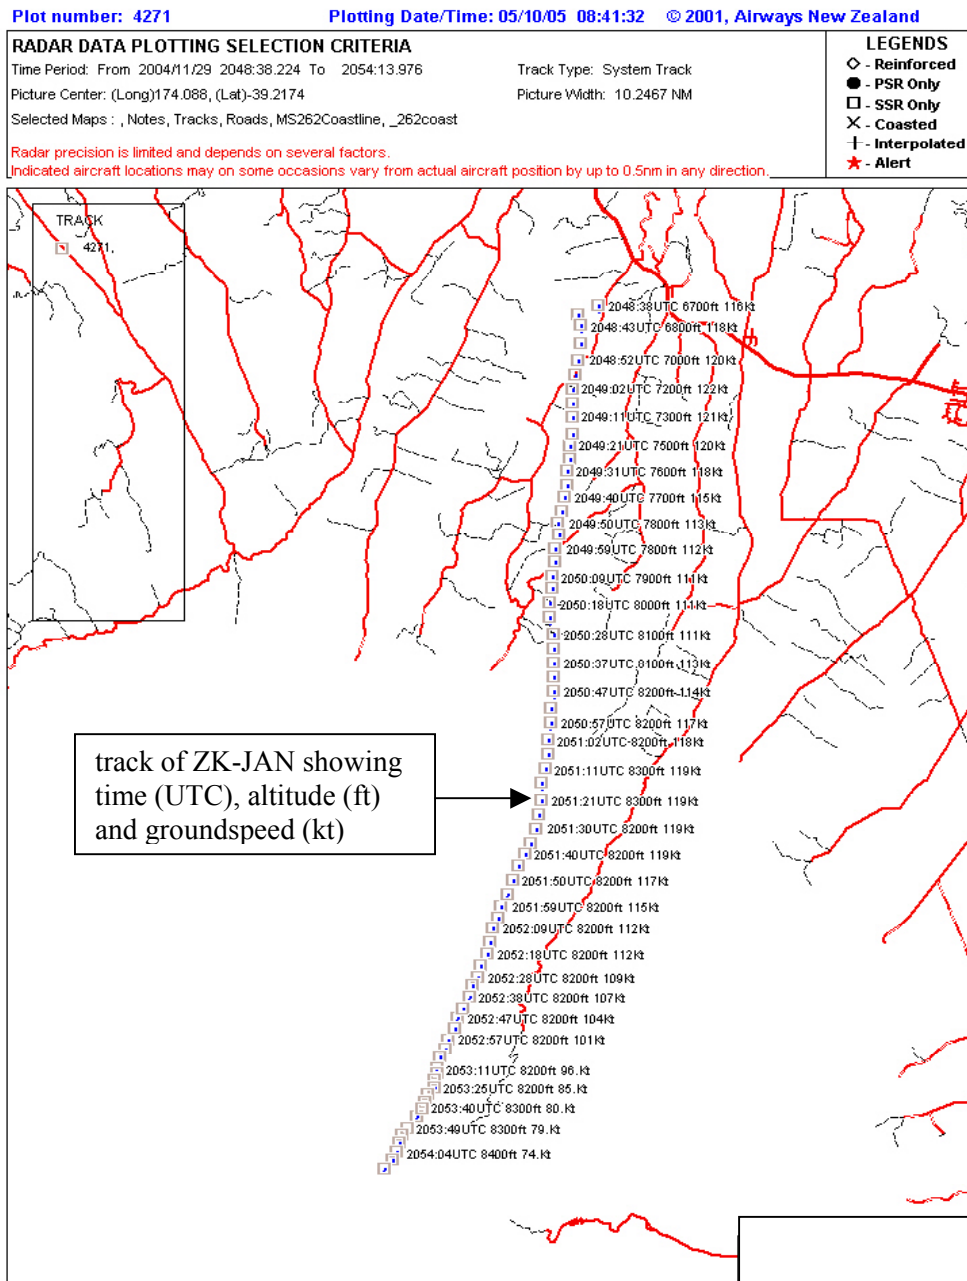 Plot number: 4271 Plotting Date/Time: 05/10/05 08:41:32 © 2001, Airways New Zealand
RADAR DATA PLOTTING SELECTION CRITERIA
Time Period: From 2004/11/29 2048:38.224 To 2054:13.976 Track Type: System Track
Picture Center: (Long)174.088, (Lat)-39.2174 Picture Width: 10.2467 NM
Selected Maps : , Notes, Tracks, Roads, MS262Coastline, _262coast
Radar precision is limited and depends on several factors.
Indicated aircraft locations may on some occasions vary from actual aircraft position by up to 0.5nm in any direction.
LEGENDS
- Reinforced
- PSR Only
- SSR Only
- Coasted
- Interpolated
- Alert
TRACK
4271,
2048:38UTC 6700ft 116Kt
2048:43UTC 6800ft 118Kt
2048:52UTC 7000ft 120Kt
2049:02UTC 7200ft 122Kt
2049:11UTC 7300ft 121Kt
2049:21UTC 7500ft 120Kt
2049:31UTC 7600ft 118Kt
2049:40UTC 7700ft 115Kt
2049:50UTC 7800ft 113Kt
2049:59UTC 7800ft 112Kt
2050:09UTC 7900ft 111Kt
2050:18UTC 8000ft 111Kt
2050:28UTC 8100ft 111Kt
2050:37UTC 8100ft 113Kt
2050:47UTC 8200ft 114Kt
2050:57UTC 8200ft 117Kt
2051:02UTC 8200ft 118Kt
2051:11UTC 8300ft 119Kt
2051:21UTC 8300ft 119Kt
2051:30UTC 8200ft 119Kt
2051:40UTC 8200ft 119Kt
2051:50UTC 8200ft 117Kt
2051:59UTC 8200ft 115Kt
2052:09UTC 8200ft 112Kt
2052:18UTC 8200ft 112Kt
2052:28UTC 8200ft 109Kt
2052:38UTC 8200ft 107Kt
2052:47UTC 8200ft 104Kt
2052:57UTC 8200ft 101Kt
2053:11UTC 8200ft 96.Kt
2053:25UTC 8200ft 85.Kt
2053:40UTC 8300ft 80.Kt
2053:49UTC 8300ft 79.Kt
2054:04UTC 8400ft 74.Kt
track of ZK-JAN showing
time (UTC), altitude (ft)
and groundspeed (kt)